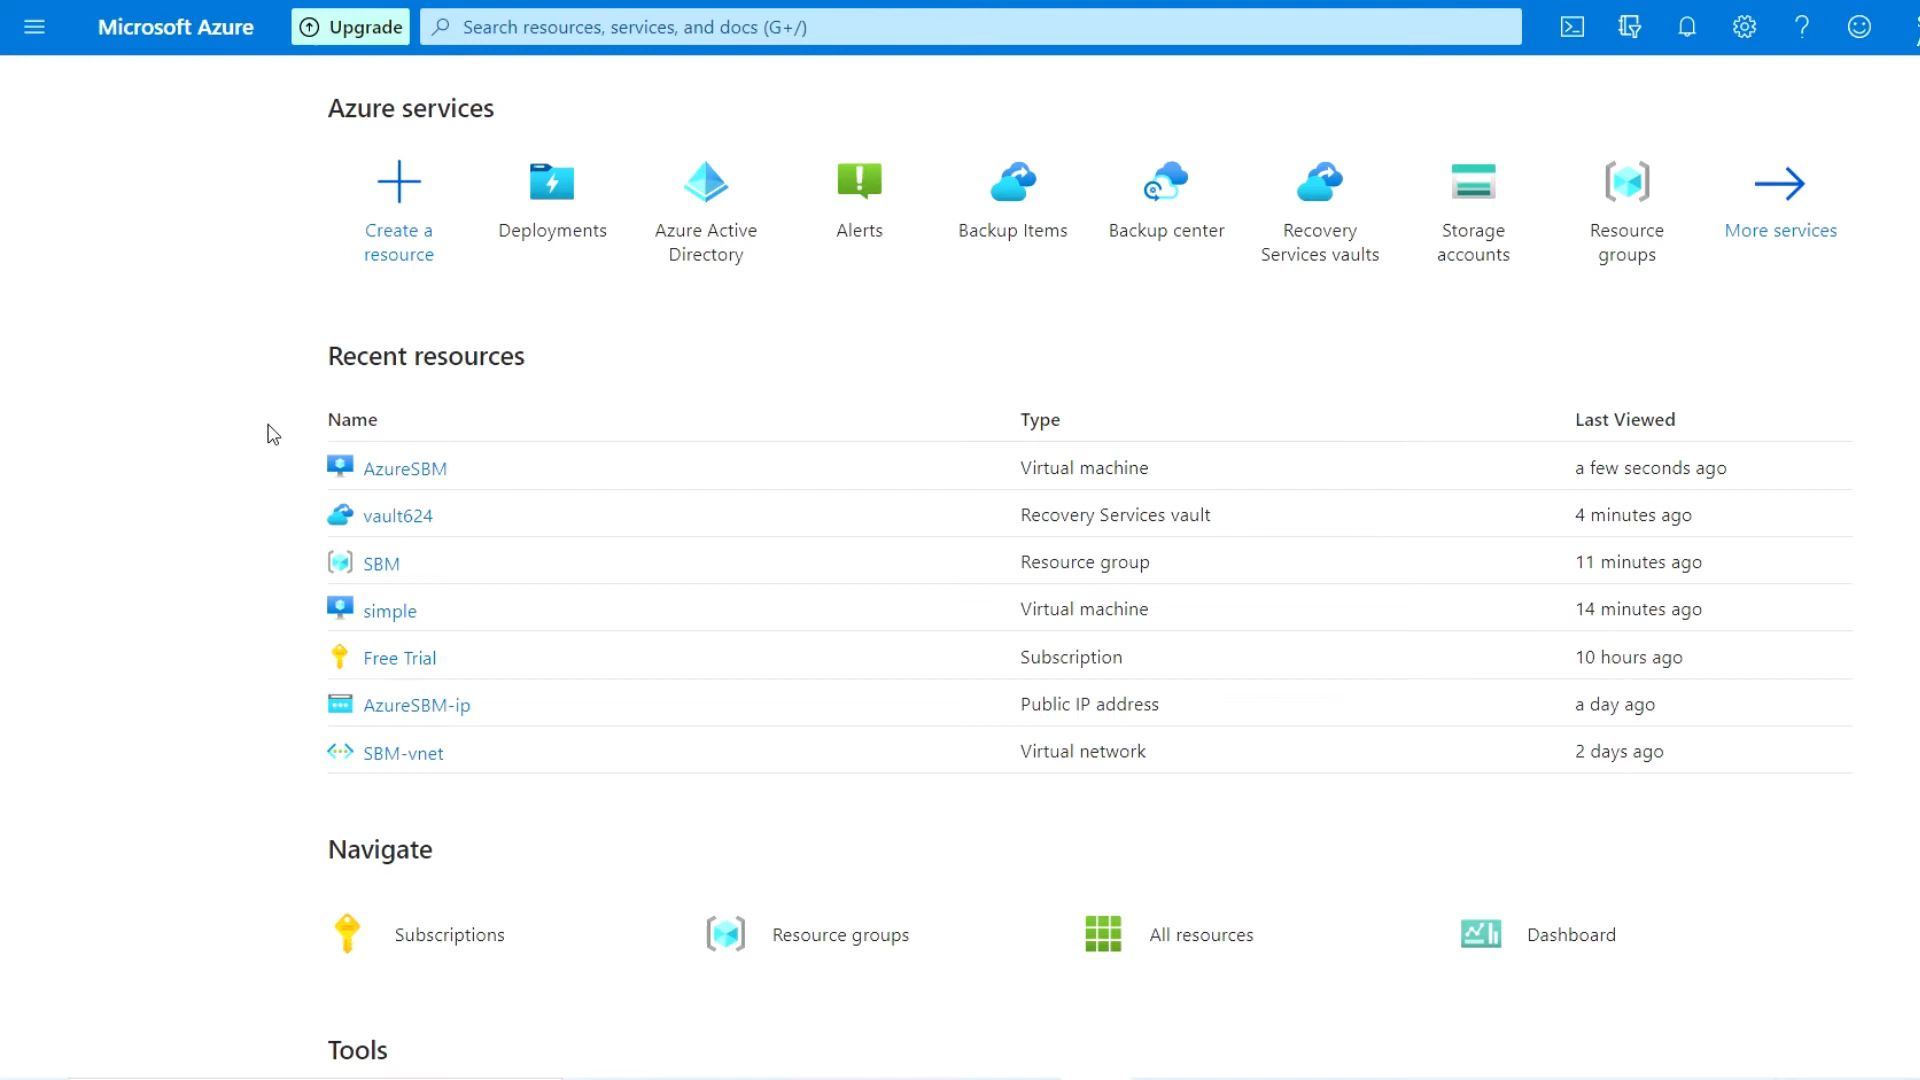 Microsoft Azure
Upgrade
Search resources, services, and docs (G+/)
Azure services
Create a resource
Deployments
Azure Active Directory
Alerts
Backup Items
Backup center
Recovery Services vaults
Storage accounts
Resource groups
More services
Recent resources
Name Type Last Viewed
AzureSBM Virtual machine a few seconds ago
vault624 Recovery Services vault 4 minutes ago
SBM Resource group 11 minutes ago
simple Virtual machine 14 minutes ago
Free Trial Subscription 10 hours ago
AzureSBM-ip Public IP address a day ago
SBM-vnet Virtual network 2 days ago
Navigate
Subscriptions Resource groups All resources Dashboard
Tools